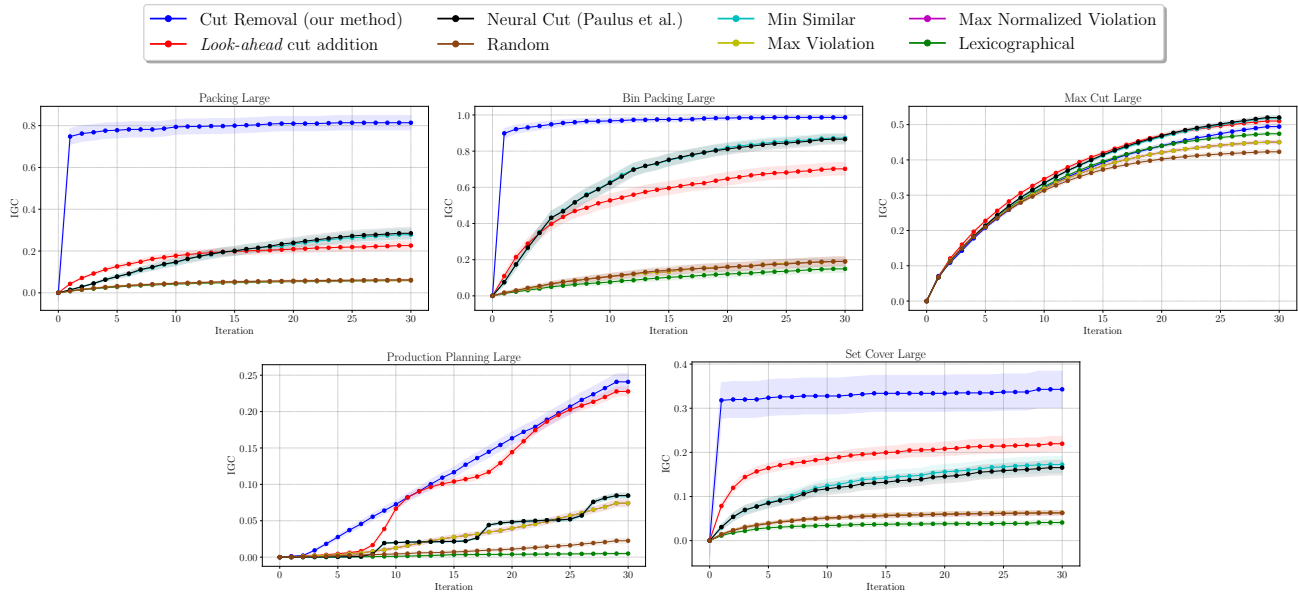 Cut Removal (our method) Neural Cut (Paulus et al.) Min Similar Max Normalized Violation
Look-ahead cut addition Random Max Violation Lexicographical
Packing Large
0.8
0.6
0.4
0.2
0.0
IGC
0 5 10 15 20 25 30
Iteration
Bin Packing Large
1.0
0.8
0.6
0.4
0.2
0.0
IGC
0 5 10 15 20 25 30
Iteration
Max Cut Large
0.5
0.4
0.3
0.2
0.1
0.0
IGC
0 5 10 15 20 25 30
Iteration
Production Planning Large
0.25
0.20
0.15
0.10
0.05
0.00
IGC
0 5 10 15 20 25 30
Iteration
Set Cover Large
0.4
0.3
0.2
0.1
0.0
IGC
0 5 10 15 20 25 30
Iteration